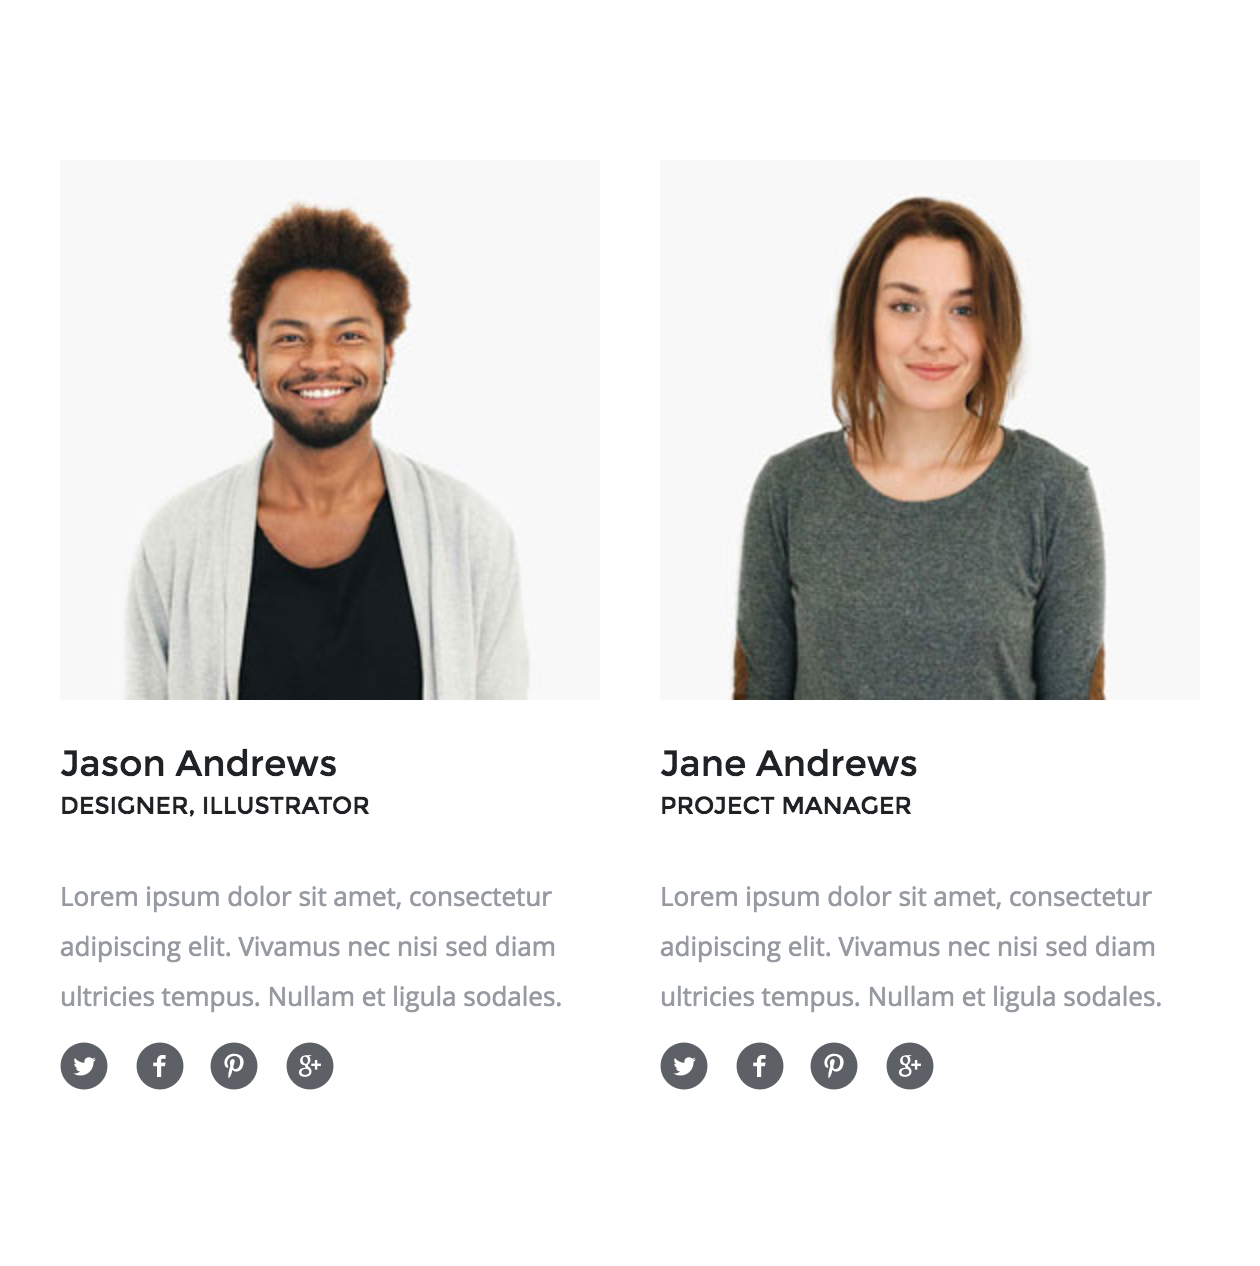 Jason Andrews
DESIGNER, ILLUSTRATOR
Lorem ipsum dolor sit amet, consectetur
adipiscing elit. Vivamus nec nisi sed diam
ultricies tempus. Nullam et ligula sodales.
Jane Andrews
PROJECT MANAGER
Lorem ipsum dolor sit amet, consectetur
adipiscing elit. Vivamus nec nisi sed diam
ultricies tempus. Nullam et ligula sodales.